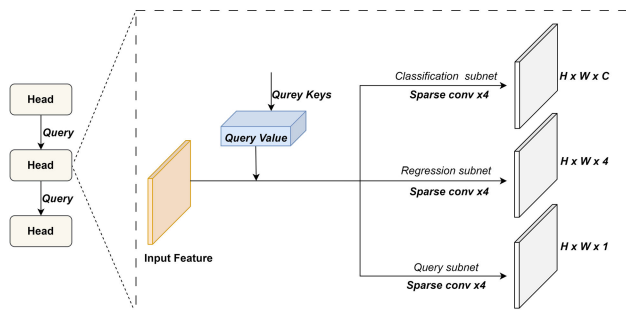 Head
Query
Head
Query
Head
Qurey Keys
Query Value
Input Feature
Classification subnet
Sparse conv x4
H x W x C
Regression subnet
Sparse conv x4
H x W x 4
Query subnet
Sparse conv x4
H x W x 1